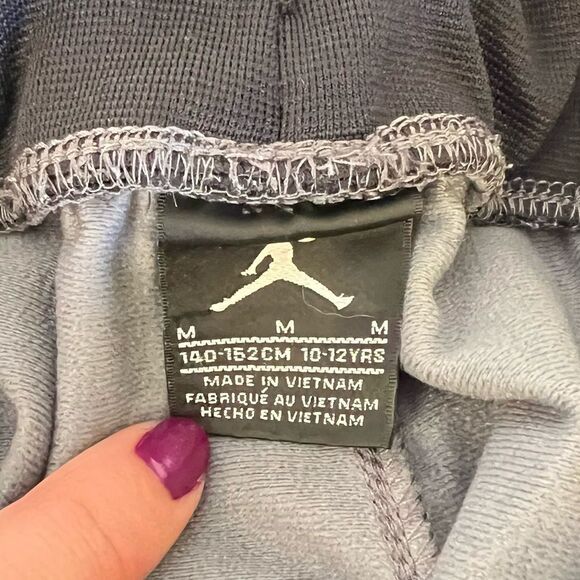 M M M
140-152CM 10-12YRS
MADE IN VIETNAM
FABRIQUÉ AU VIETNAM
HECHO EN VIETNAM